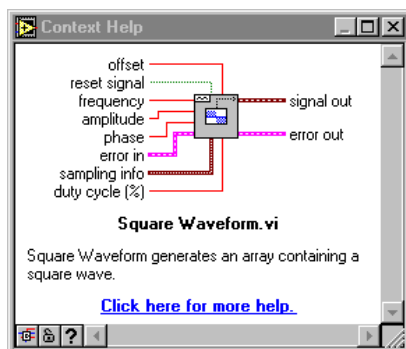 Context Help
offset
reset signal
frequency
amplitude
phase
error in
sampling info
duty cycle (%)
signal out
error out
Square Waveform.vi
Square Waveform generates an array containing a
square wave.
Click here for more help.
?